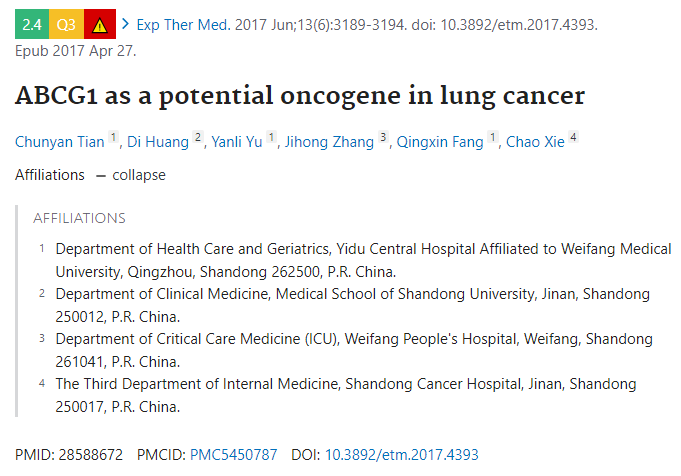 2.4 Q3 Exp Ther Med. 2017 Jun;13(6):3189-3194. doi: 10.3892/etm.2017.4393.
Epub 2017 Apr 27.
ABCG1 as a potential oncogene in lung cancer
Chunyan Tian 1, Di Huang 2, Yanli Yu 1, Jihong Zhang 3, Qingxin Fang 1, Chao Xie 4
Affiliations – collapse
AFFILIATIONS
1 Department of Health Care and Geriatrics, Yidu Central Hospital Affiliated to Weifang Medical
University, Qingzhou, Shandong 262500, P.R. China.
2 Department of Clinical Medicine, Medical School of Shandong University, Jinan, Shandong
250012, P.R. China.
3 Department of Critical Care Medicine (ICU), Weifang People's Hospital, Weifang, Shandong
261041, P.R. China.
4 The Third Department of Internal Medicine, Shandong Cancer Hospital, Jinan, Shandong
250017, P.R. China.
PMID: 28588672 PMCID: PMC5450787 DOI: 10.3892/etm.2017.4393